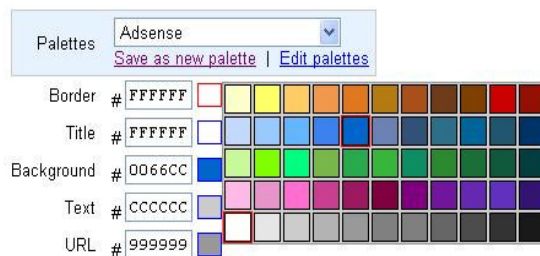 Palettes Adsense
Save as new palette | Edit palettes
Border # FFFFFF
Title # FFFFFF
Background # 0066CC
Text # CCCCCC
URL # 999999